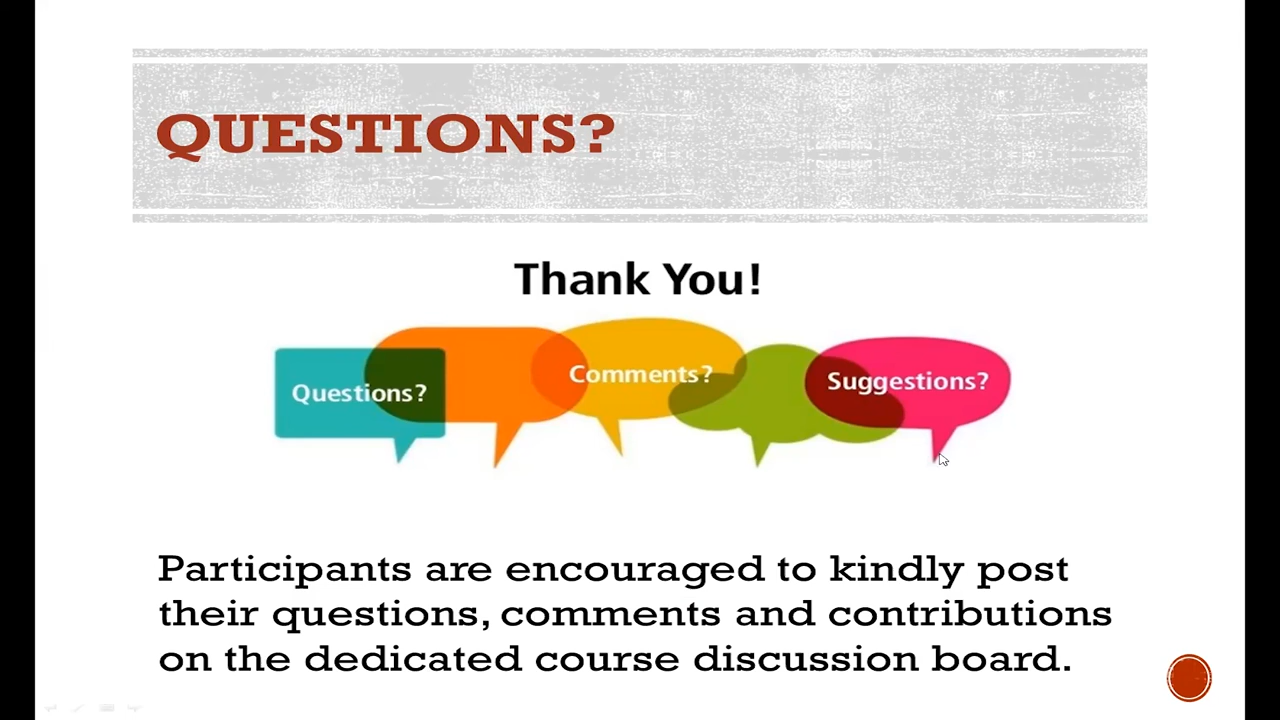 QUESTIONS?
Thank You!
Questions?
Comments?
Suggestions?
Participants are encouraged to kindly post
their questions, comments and contributions
on the dedicated course discussion board.